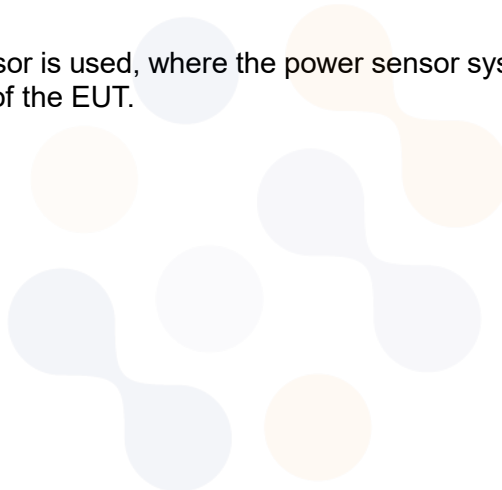 sor is used, where the power sensor sys
of the EUT.